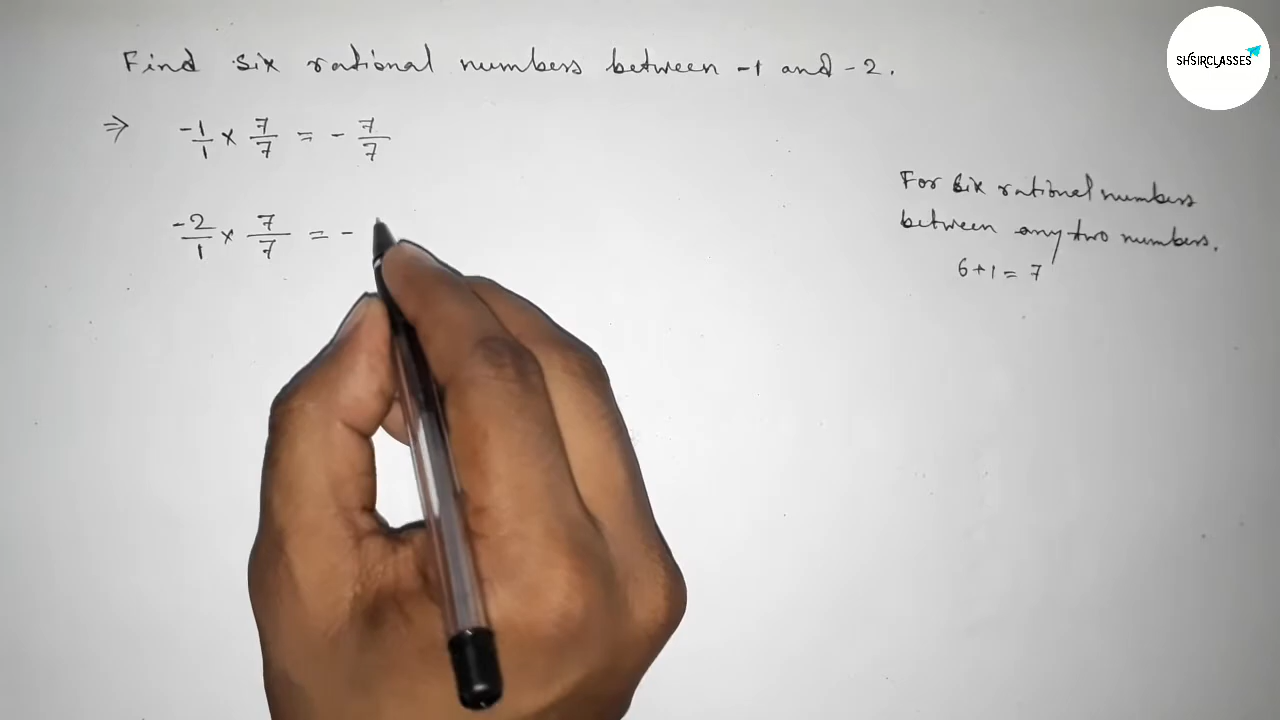 Find six rational numbers between -1 and -2.
SHSIRCLASSES
⇒ -1/1 × 7/7 = - 7/7
For six rational numbers
between any two numbers.
6+1 = 7
-2/1 × 7/7 = -